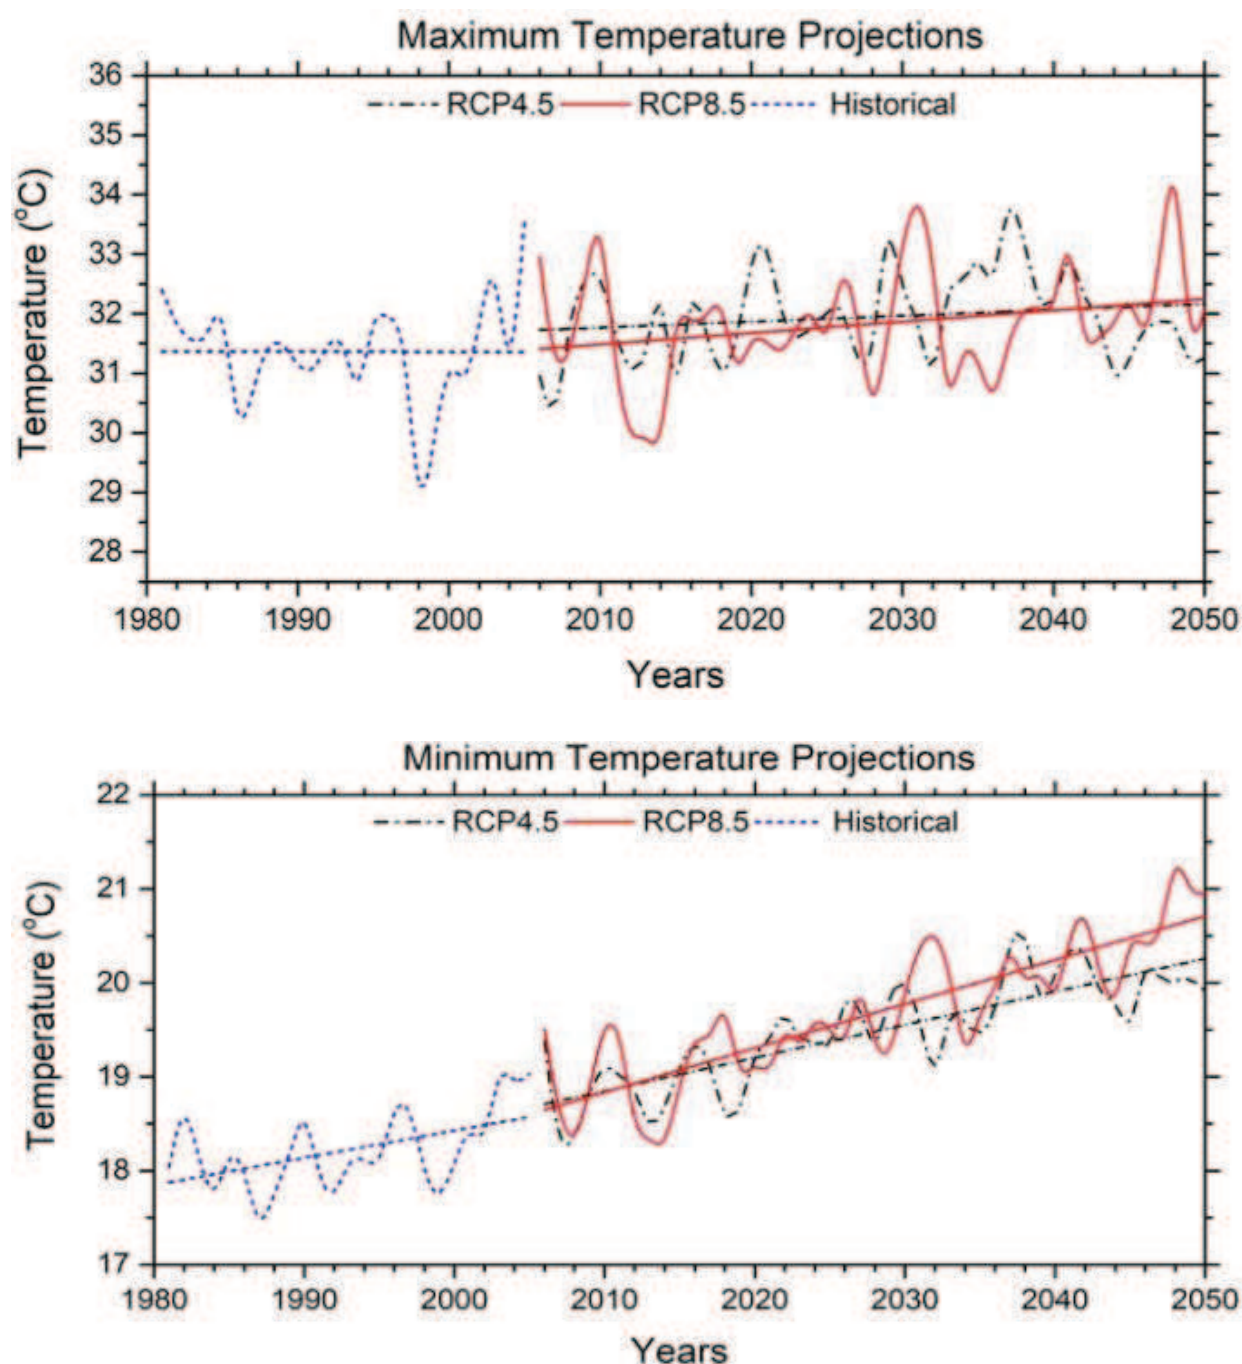 Maximum Temperature Projections
36
RCP4.5 RCP8.5 Historical
35
34
33
32
31
30
29
28
Temperature (°C)
1980 1990 2000 2010 2020 2030 2040 2050
Years
Minimum Temperature Projections
22
RCP4.5 RCP8.5 Historical
21
20
19
18
17
Temperature (°C)
1980 1990 2000 2010 2020 2030 2040 2050
Years